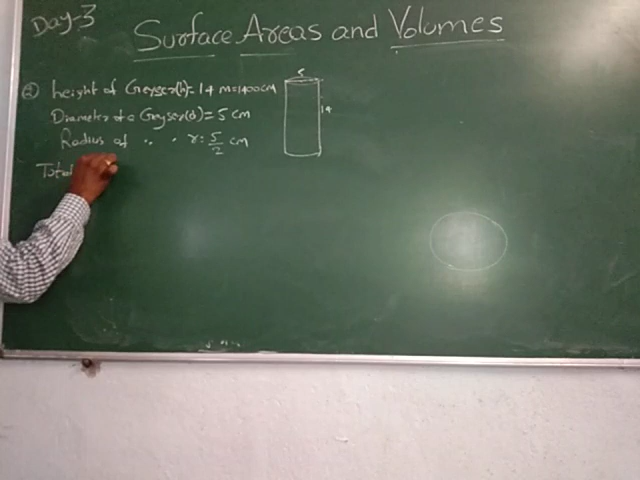 Day-3
Surface Areas and Volumes
② height of Geyser(h)= 14 m=1400cm
Diameter of a Geyser(d)= 5 cm
Radius of " " r= 5/2 cm
Total
5
14